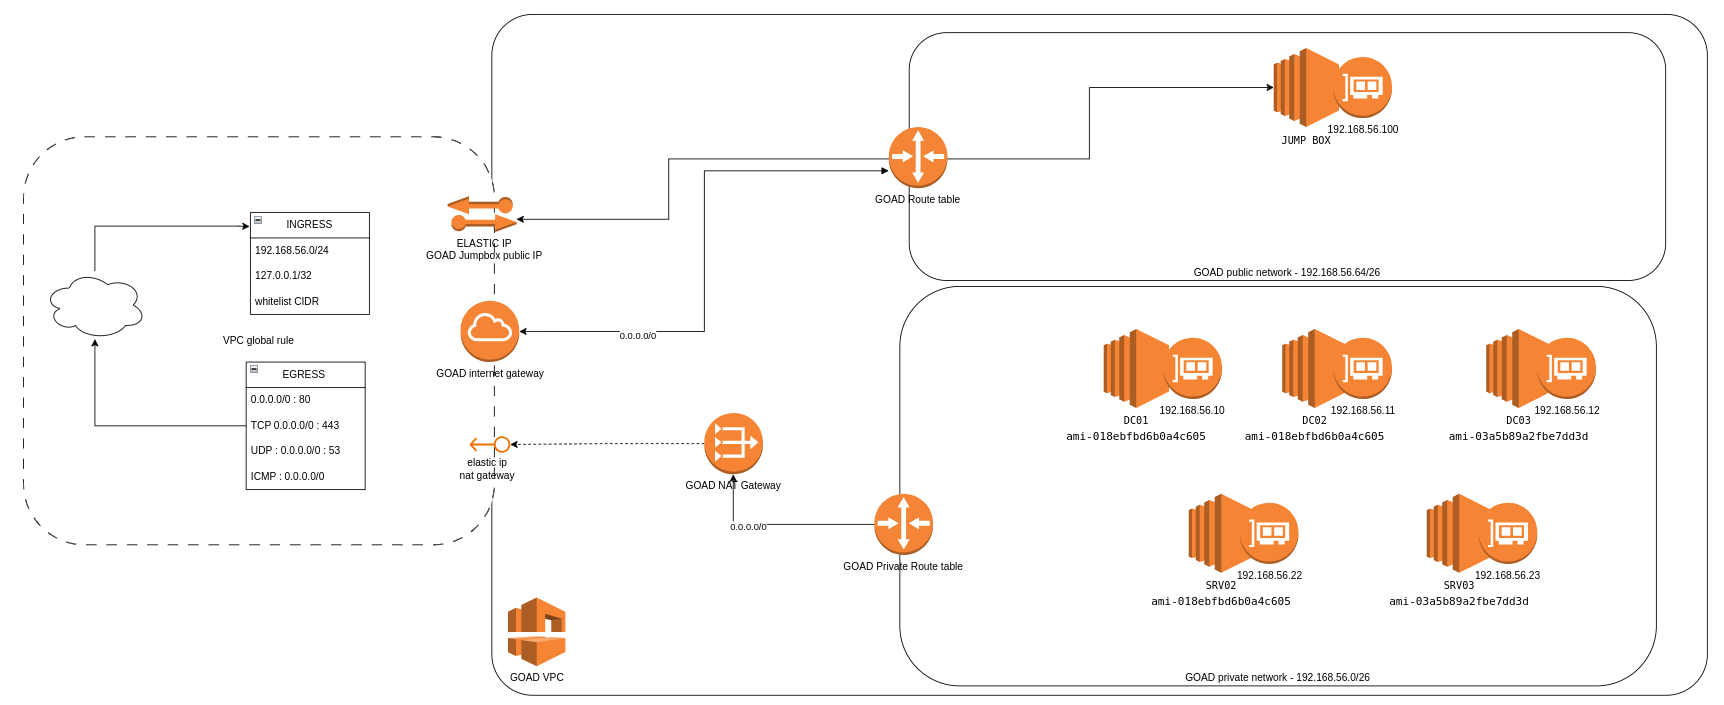 INGRESS
192.168.56.0/24
127.0.0.1/32
whitelist CIDR
VPC global rule
EGRESS
0.0.0.0/0 : 80
TCP 0.0.0.0/0 : 443
UDP : 0.0.0.0/0 : 53
ICMP : 0.0.0.0/0
ELASTIC IP
GOAD Jumpbox public IP
GOAD internet gateway
0.0.0.0/0
elastic ip
nat gateway
GOAD NAT Gateway
0.0.0.0/0
GOAD VPC
GOAD Route table
192.168.56.100
JUMP BOX
GOAD public network - 192.168.56.64/26
GOAD Private Route table
192.168.56.10
DC01
ami-018ebfbd6b0a4c605
192.168.56.11
DC02
ami-018ebfbd6b0a4c605
192.168.56.12
DC03
ami-03a5b89a2fbe7dd3d
192.168.56.22
SRV02
ami-018ebfbd6b0a4c605
192.168.56.23
SRV03
ami-03a5b89a2fbe7dd3d
GOAD private network - 192.168.56.0/26